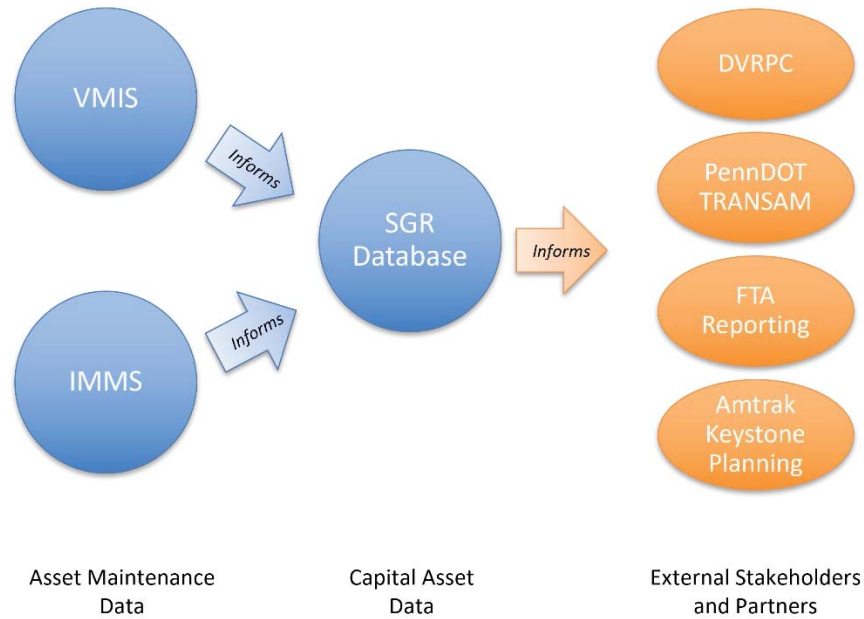 VMIS
Informs
IMMS
Informs
SGR
Database
Informs
DVRPC
PennDOT
TRANSAM
FTA
Reporting
Amtrak
Keystone
Planning
Asset Maintenance
Data
Capital Asset
Data
External Stakeholders
and Partners